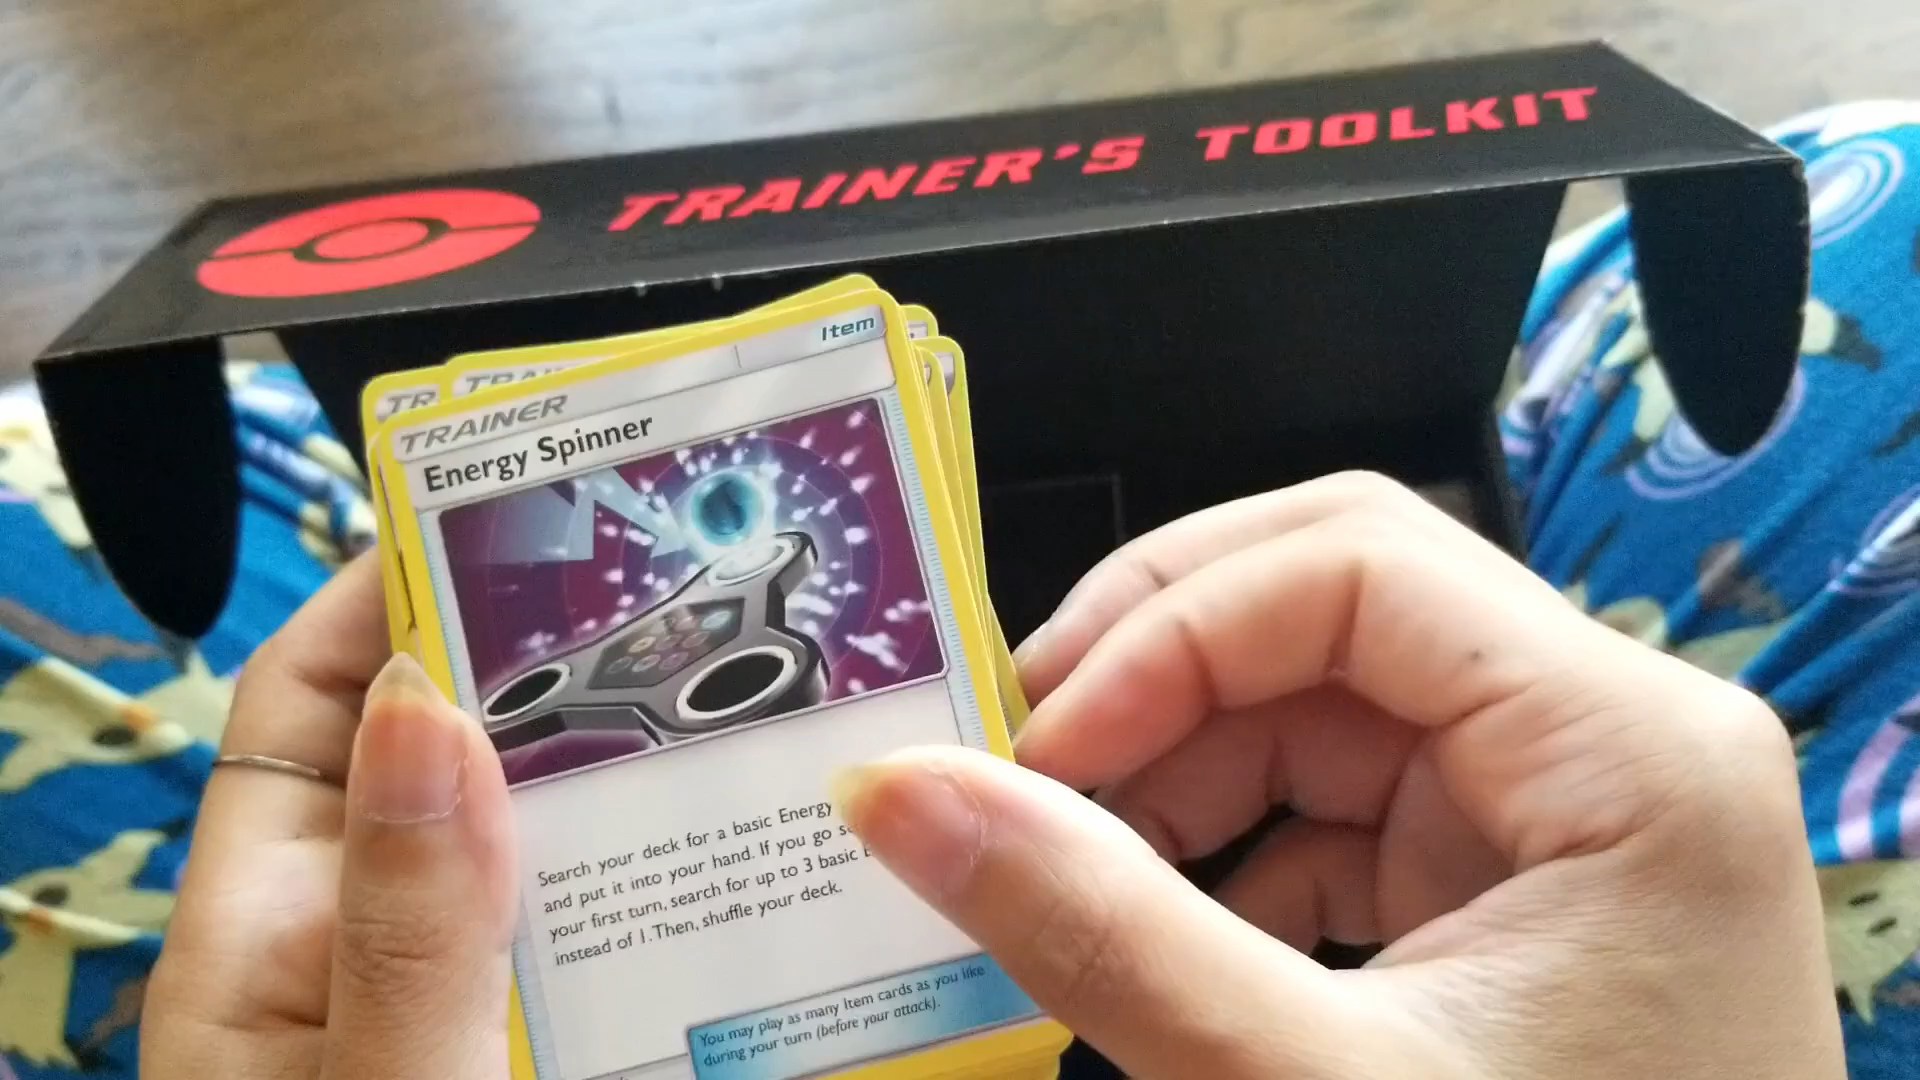 TRAINER'S TOOLKIT
Item
TR
TRAI
TRAINER
Energy Spinner
Search your deck for a basic Energy
and put it into your hand. If you go
your first turn, search for up to 3 basic
instead of 1. Then, shuffle your deck.
You may play as many Item cards as you like
during your turn (before your attack).